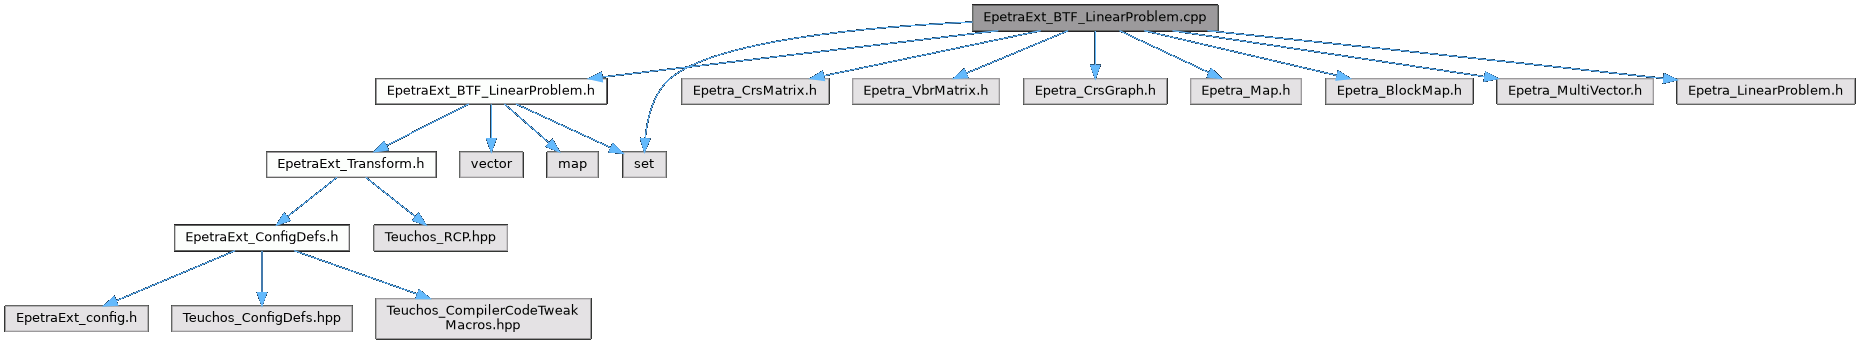 EpetraExt_BTF_LinearProblem.cpp
EpetraExt_BTF_LinearProblem.h
Epetra_CrsMatrix.h
Epetra_VbrMatrix.h
Epetra_CrsGraph.h
Epetra_Map.h
Epetra_BlockMap.h
Epetra_MultiVector.h
Epetra_LinearProblem.h
EpetraExt_Transform.h
vector
map
set
EpetraExt_ConfigDefs.h
Teuchos_RCP.hpp
EpetraExt_config.h
Teuchos_ConfigDefs.hpp
Teuchos_CompilerCodeTweak
Macros.hpp